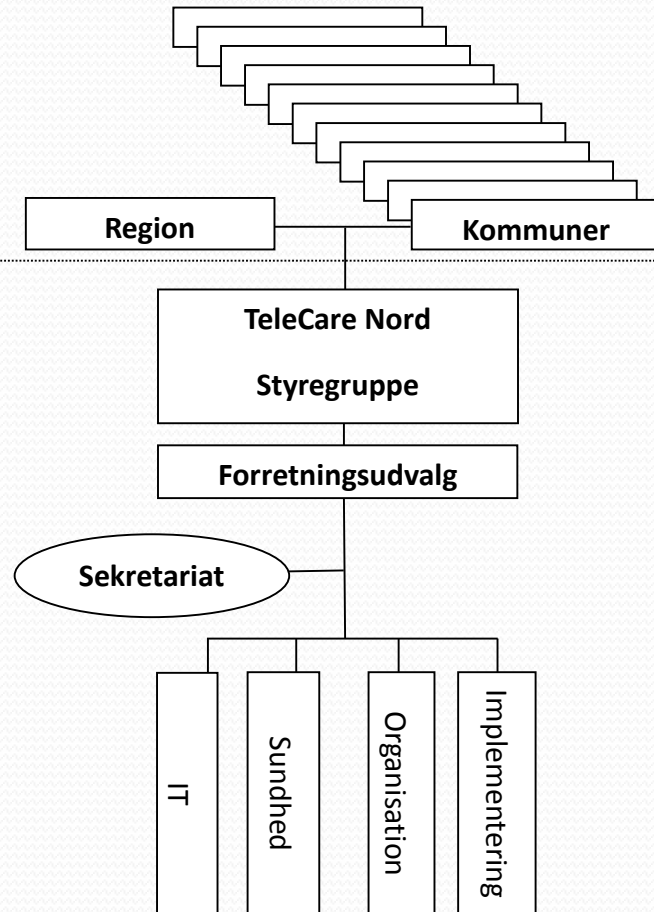 Region
Kommuner
TeleCare Nord
Styregruppe
Forretningsudvalg
Sekretariat
IT
Sundhed
Organisation
Implementering